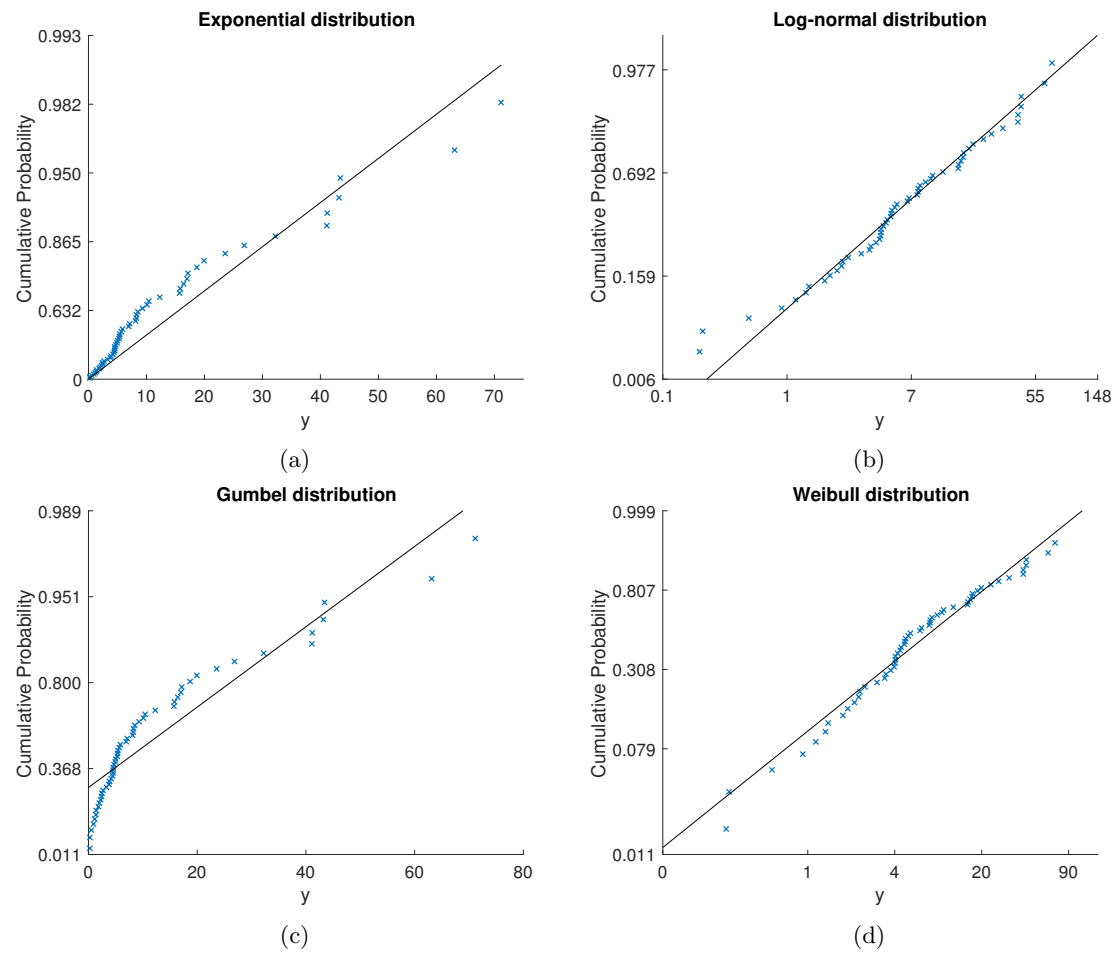 Exponential distribution
0.993
0.982
0.950
0.865
0.632
0
Cumulative Probability
0 10 20 30 40 50 60 70
y
(a)
Log-normal distribution
0.977
0.692
0.159
0.006
Cumulative Probability
0.1 1 7 55 148
y
(b)
Gumbel distribution
0.989
0.951
0.800
0.368
0.011
Cumulative Probability
0 20 40 60 80
y
(c)
Weibull distribution
0.999
0.807
0.308
0.079
0.011
Cumulative Probability
0 1 4 20 90
y
(d)